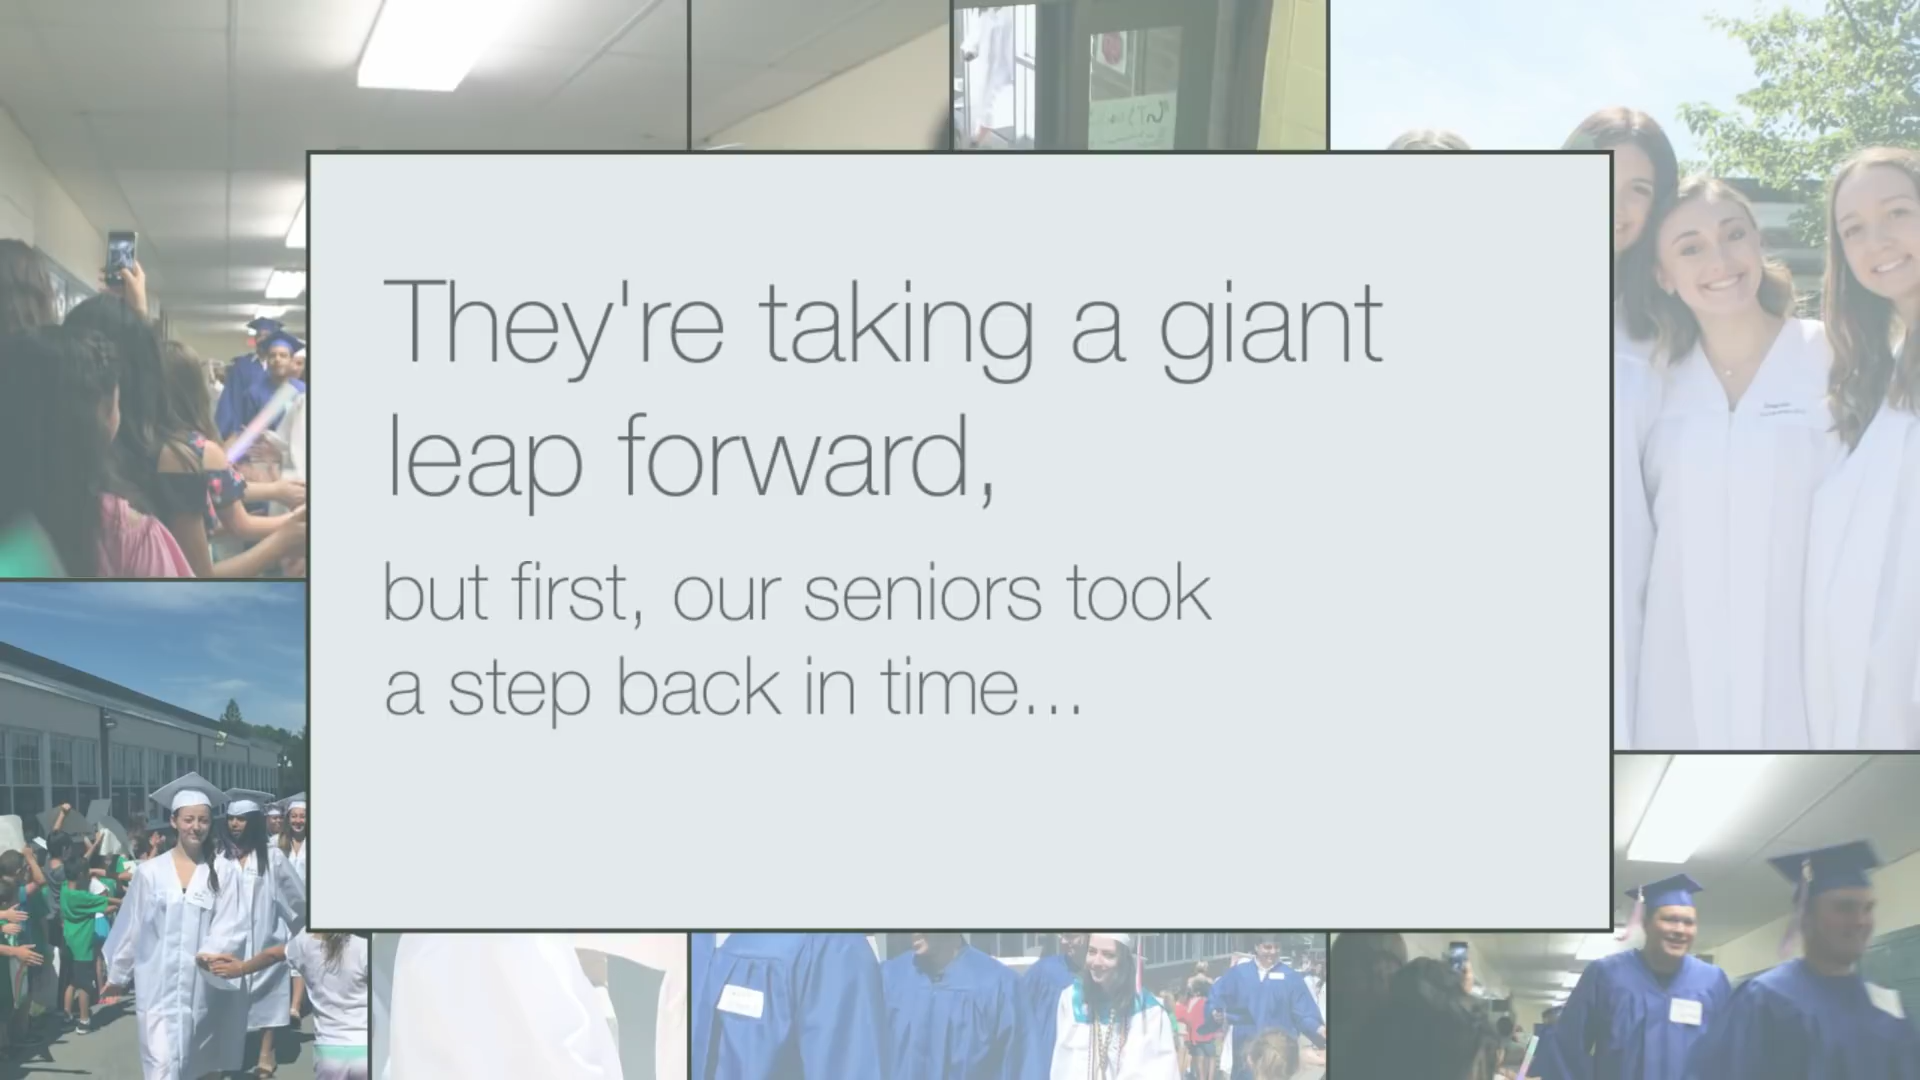 They're taking a giant
leap forward,
but first, our seniors took
a step back in time...